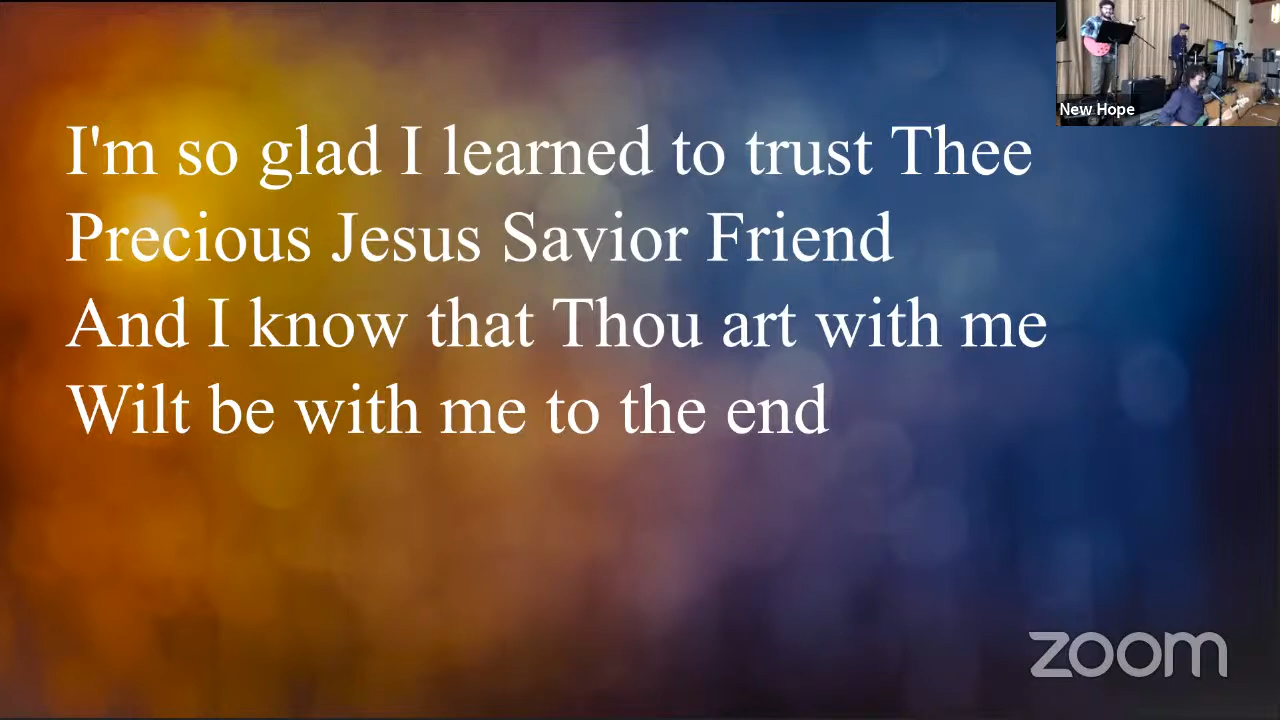 New Hope
I'm so glad I learned to trust Thee
Precious Jesus Savior Friend
And I know that Thou art with me
Wilt be with me to the end
zoom